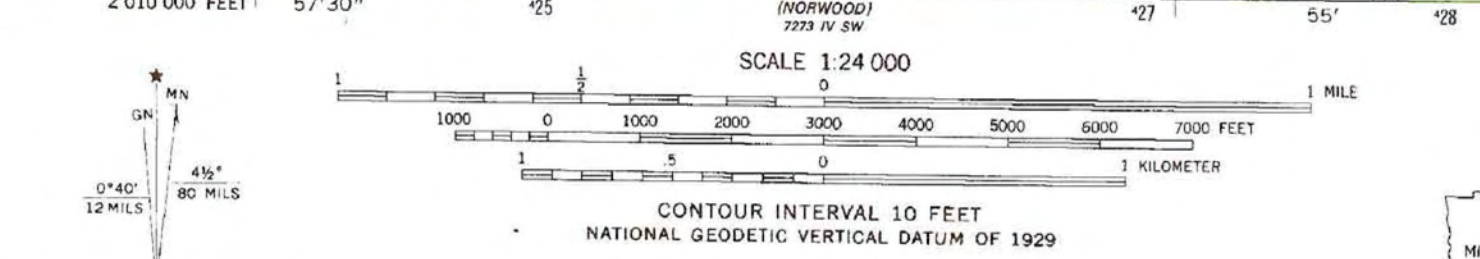 2 010 000 FEET 57'30" ⁴25 (NORWOOD) ⁴27 55' ⁴28
7273 IV SW
SCALE 1:24 000
1 ½ 0 1 MILE
1000 0 1000 2000 3000 4000 5000 6000 7000 FEET
1 .5 0 1 KILOMETER
CONTOUR INTERVAL 10 FEET
NATIONAL GEODETIC VERTICAL DATUM OF 1929
★
MN
GN
0°40'
12 MILS
4½°
80 MILS